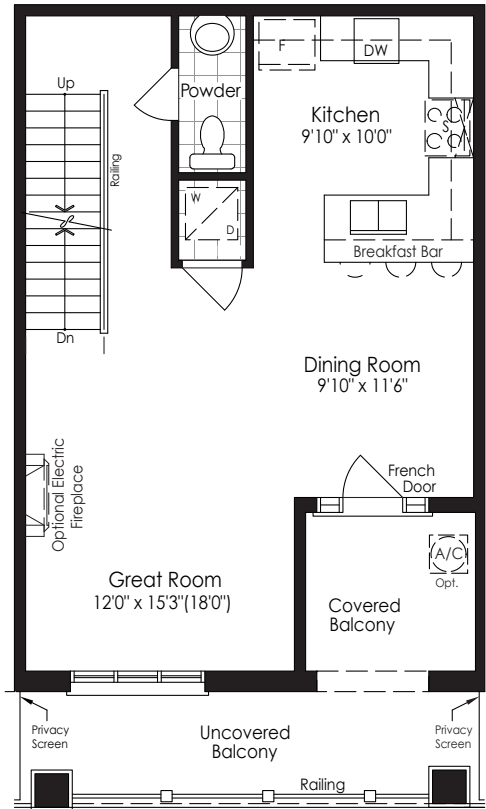 F
DW
Up
Powder
Kitchen
9'10" x 10'0"
S
Railing
W
D
S
Breakfast Bar
Dn
Dining Room
9'10" x 11'6"
Optional Electric
Fireplace
French
Door
A/C
Opt.
Great Room
12'0" x 15'3"(18'0")
Covered
Balcony
Privacy
Screen
Uncovered
Balcony
Privacy
Screen
Railing